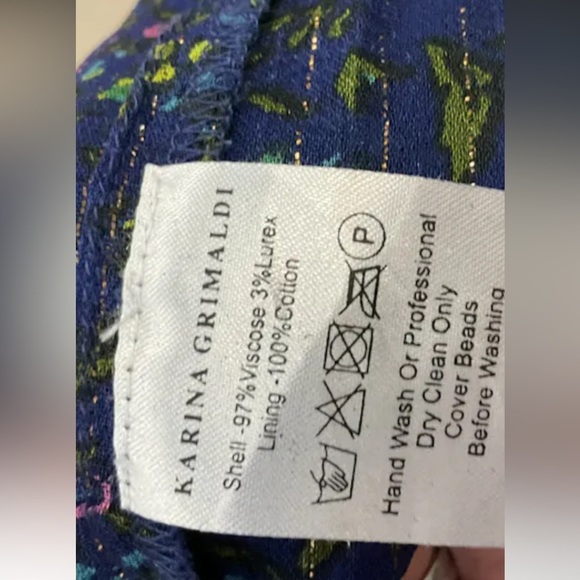 KARINA GRIMALDI
Shell -97%Viscose 3%Lurex
Lining -100%Cotton
P
Hand Wash Or Professional
Dry Clean Only
Cover Beads
Before Washing